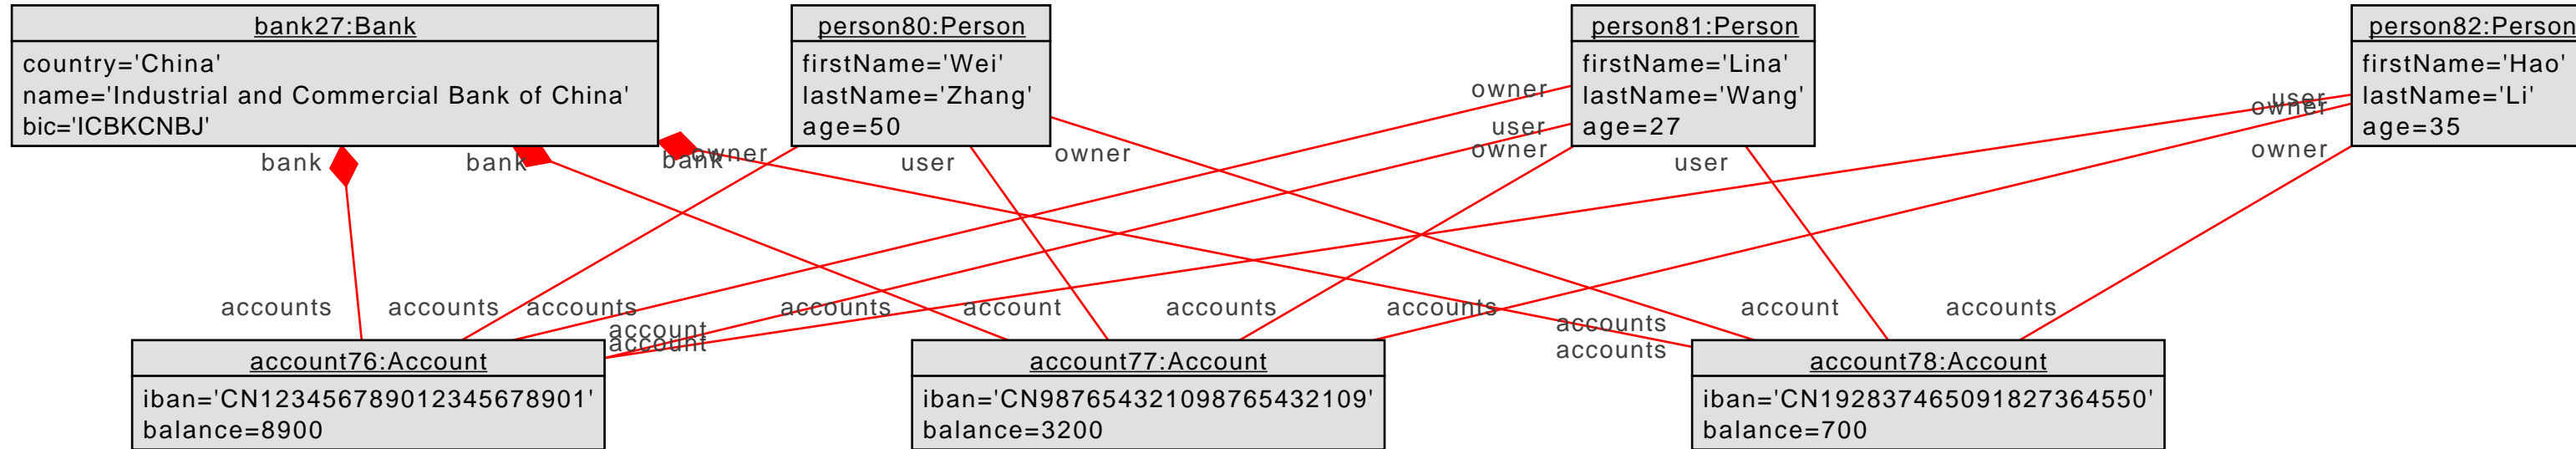 bank27:Bank
country='China'
name='Industrial and Commercial Bank of China'
bic='ICBKCNBJ'
person80:Person
firstName='Wei'
lastName='Zhang'
age=50
person81:Person
firstName='Lina'
lastName='Wang'
age=27
person82:Person
firstName='Hao'
lastName='Li'
age=35
bank
bank
bank
owner
user
owner
owner
user
owner
user
user
owner
owner
accounts
accounts
accounts
account
account
accounts
account
accounts
accounts
accounts
accounts
account
accounts
account76:Account
iban='CN123456789012345678901'
balance=8900
account77:Account
iban='CN987654321098765432109'
balance=3200
account78:Account
iban='CN192837465091827364550'
balance=700